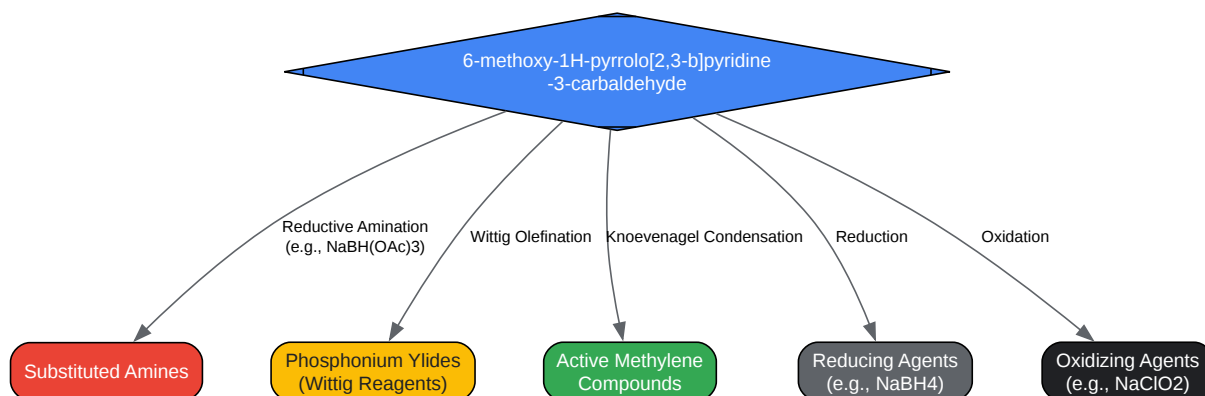 6-methoxy-1H-pyrrolo[2,3-b]pyridine
-3-carbaldehyde
Reductive Amination
(e.g., NaBH(OAc)3)
Wittig Olefination
Knoevenagel Condensation
Reduction
Oxidation
Substituted Amines
Phosphonium Ylides
(Wittig Reagents)
Active Methylene
Compounds
Reducing Agents
(e.g., NaBH4)
Oxidizing Agents
(e.g., NaClO2)